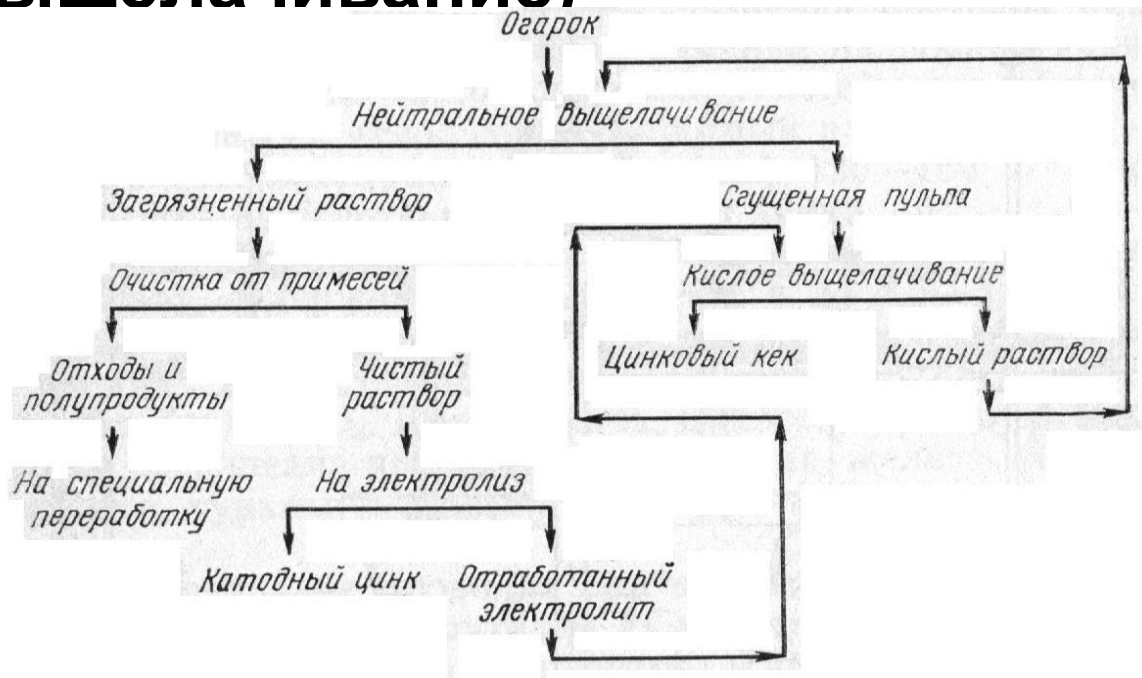 Огарок
Нейтральное выщелачивание
Загрязненный раствор
Сгущенная пульпа
Очистка от примесей
Кислое выщелачивание
Отходы и
полупродукты
Чистый
раствор
Цинковый кек
Кислый раствор
На специальную
переработку
На электролиз
Катодный цинк
Отработанный
электролит